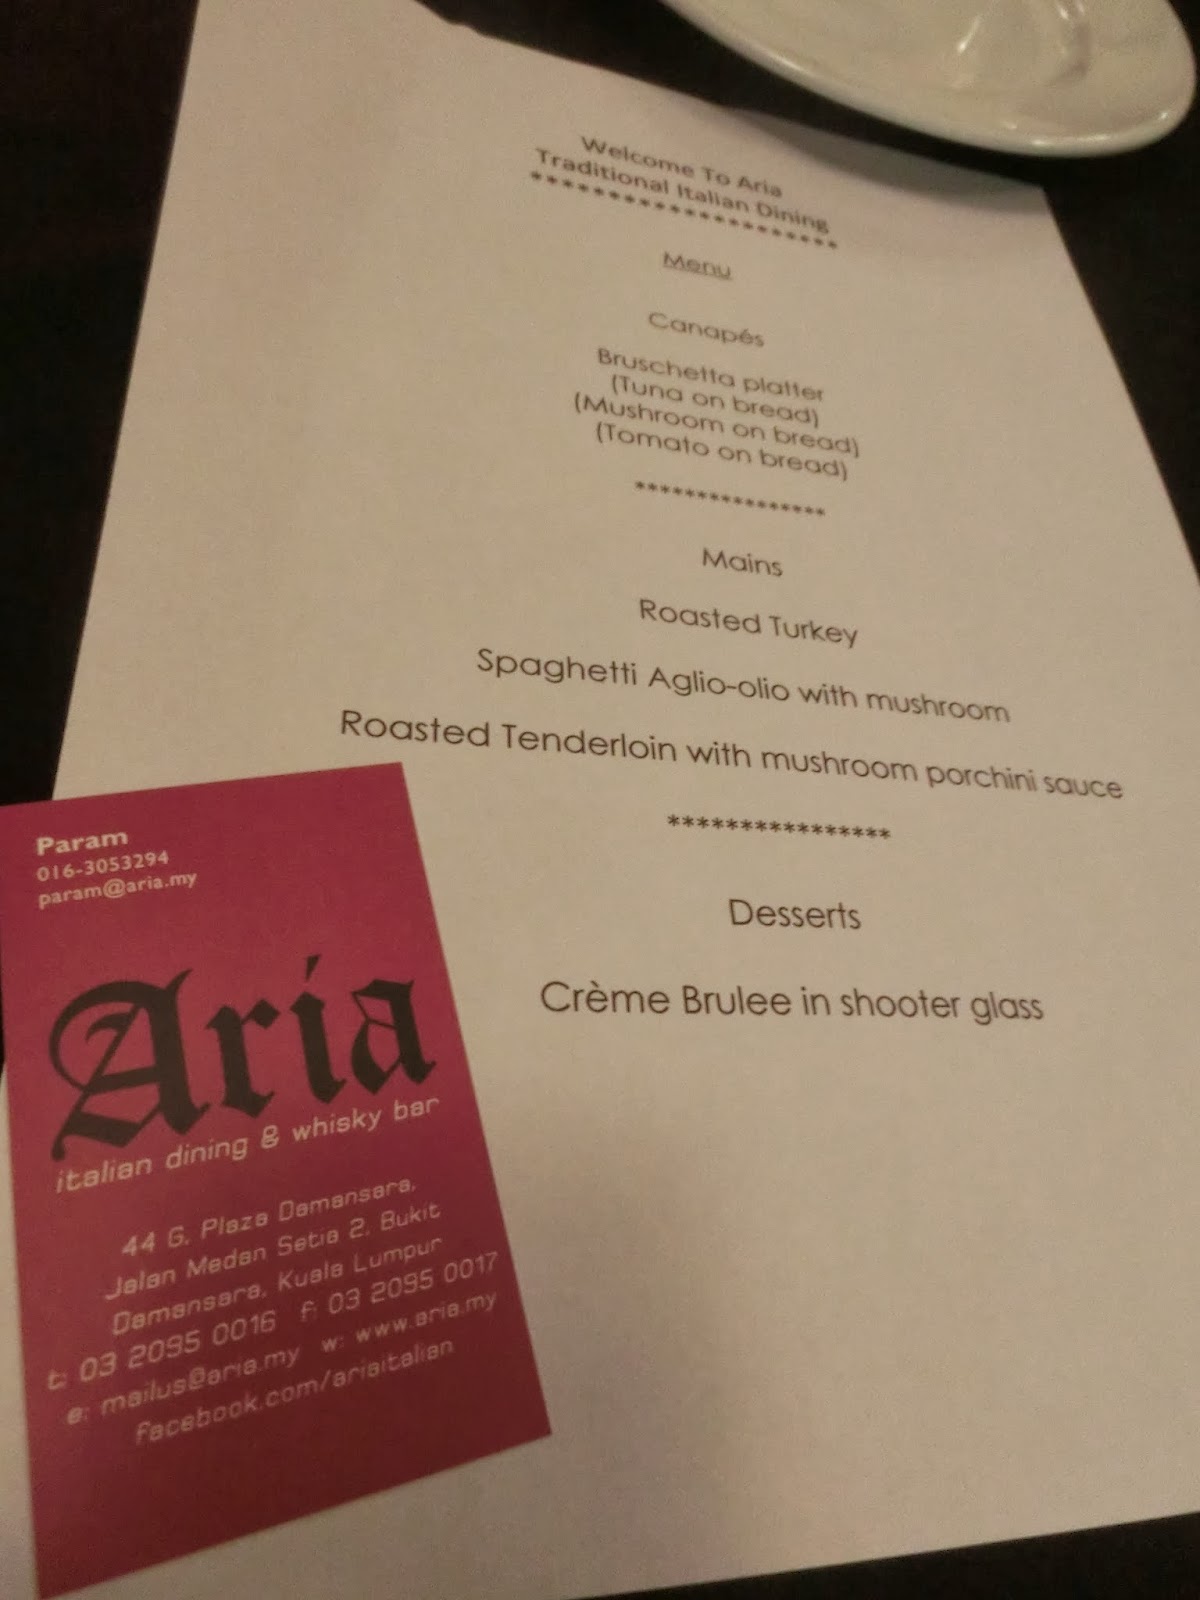 Welcome To Aria
Traditional Italian Dining
********************
Menu
Canapés
Bruschetta platter
(Tuna on bread)
(Mushroom on bread)
(Tomato on bread)
****************
Mains
Roasted Turkey
Spaghetti Aglio-olio with mushroom
Roasted Tenderloin with mushroom porchini sauce
****************
Desserts
Crème Brulee in shooter glass
Param
016-3053294
param@aria.my
Aria
italian dining & whisky bar
44 G, Plaza Damansara,
Jalan Medan Setia 2, Bukit
Damansara, Kuala Lumpur
t: 03 2095 0016 f: 03 2095 0017
e: mailus@aria.my w: www.aria.my
facebook.com/ariaitalian